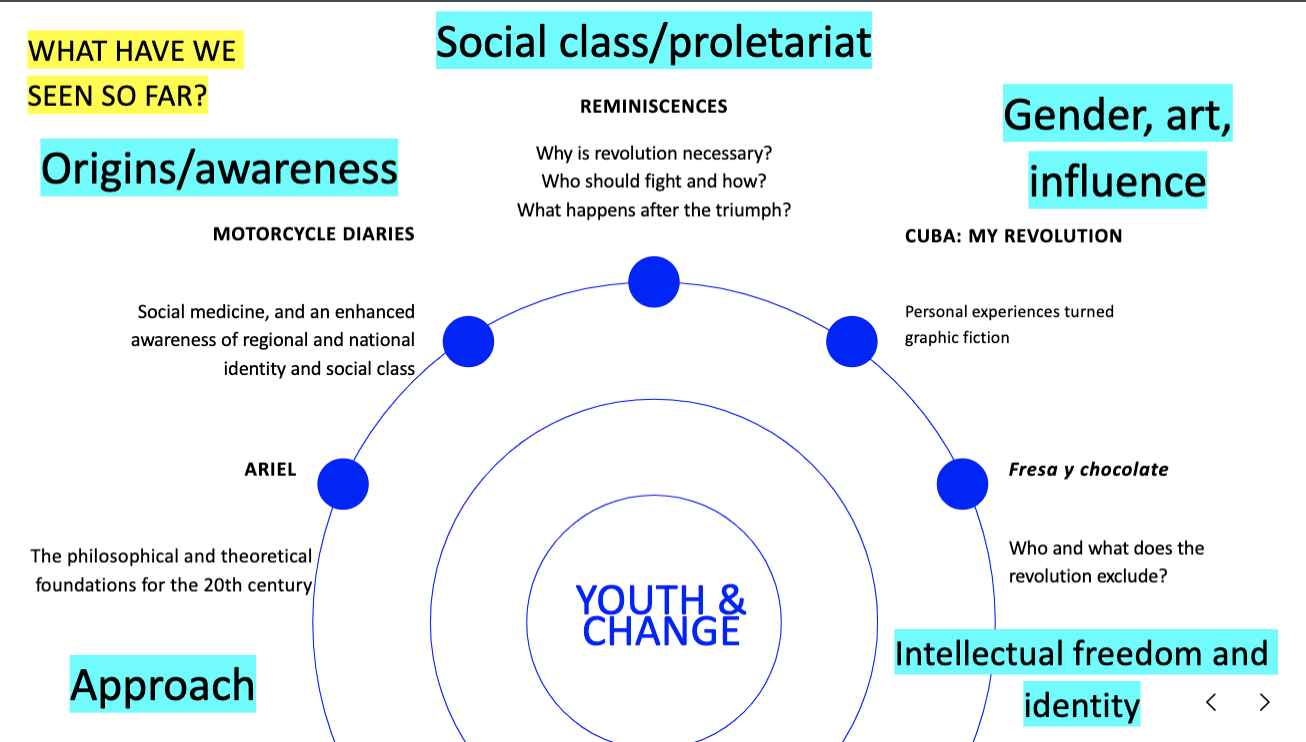 WHAT HAVE WE
SEEN SO FAR?
Social class/proletariat
Origins/awareness
Gender, art,
influence
REMINISCENCES
Why is revolution necessary?
Who should fight and how?
What happens after the triumph?
MOTORCYCLE DIARIES
Social medicine, and an enhanced
awareness of regional and national
identity and social class
CUBA: MY REVOLUTION
Personal experiences turned
graphic fiction
ARIEL
The philosophical and theoretical
foundations for the 20th century
Fresa y chocolate
Who and what does the
revolution exclude?
YOUTH &
CHANGE
Approach
Intellectual freedom and
identity